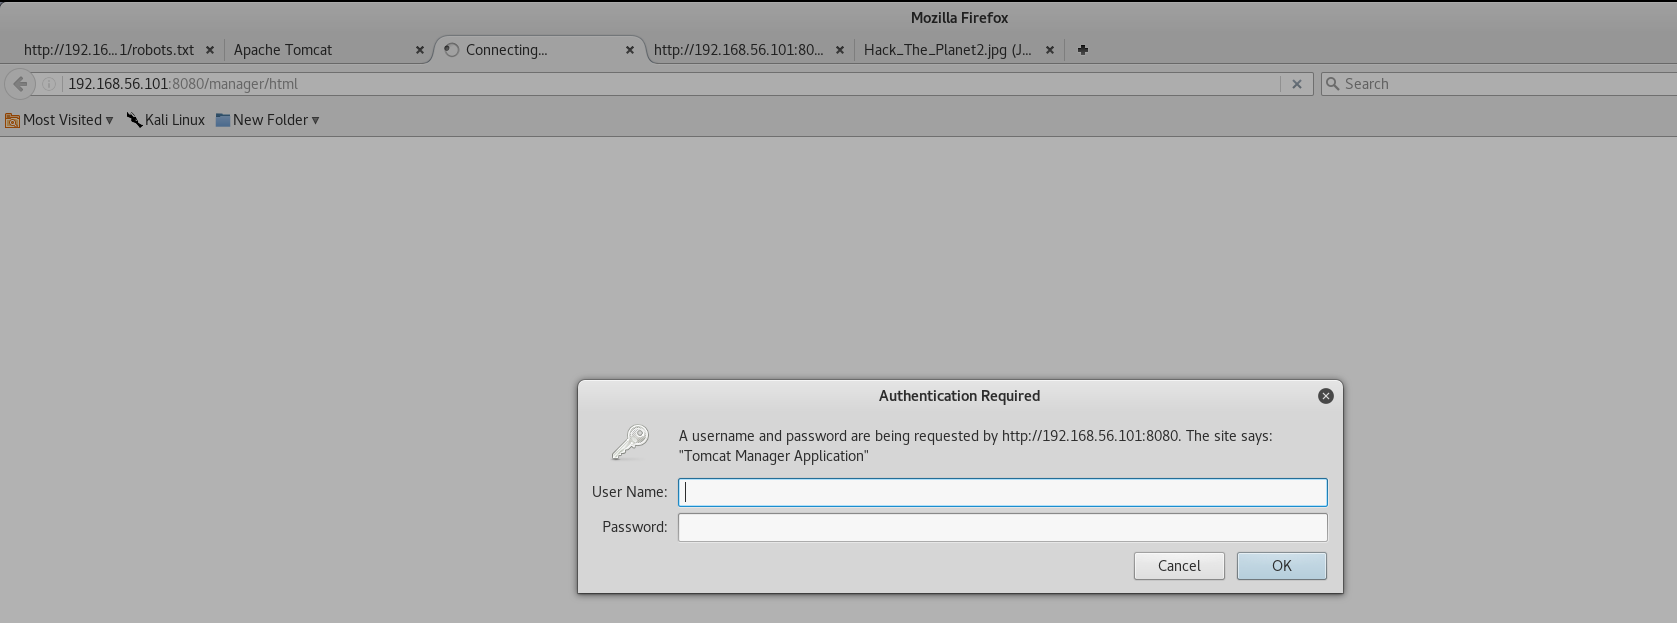 Mozilla Firefox
http://192.16...1/robots.txt
Apache Tomcat
Connecting...
http://192.168.56.101:80...
Hack_The_Planet2.jpg (J...
192.168.56.101:8080/manager/html
Search
Most Visited
Kali Linux
New Folder
Authentication Required
A username and password are being requested by http://192.168.56.101:8080. The site says:
"Tomcat Manager Application"
User Name:
Password:
Cancel
OK